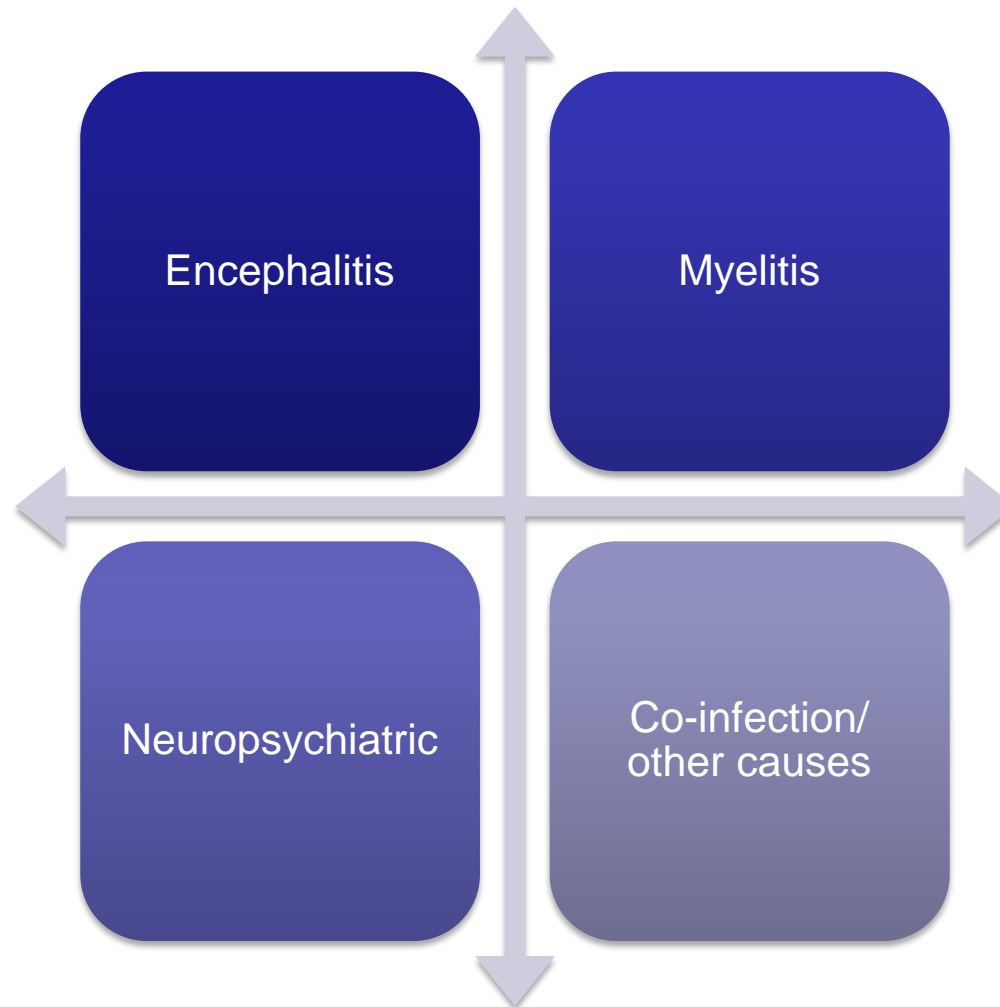 Encephalitis
Myelitis
Neuropsychiatric
Co-infection/
other causes